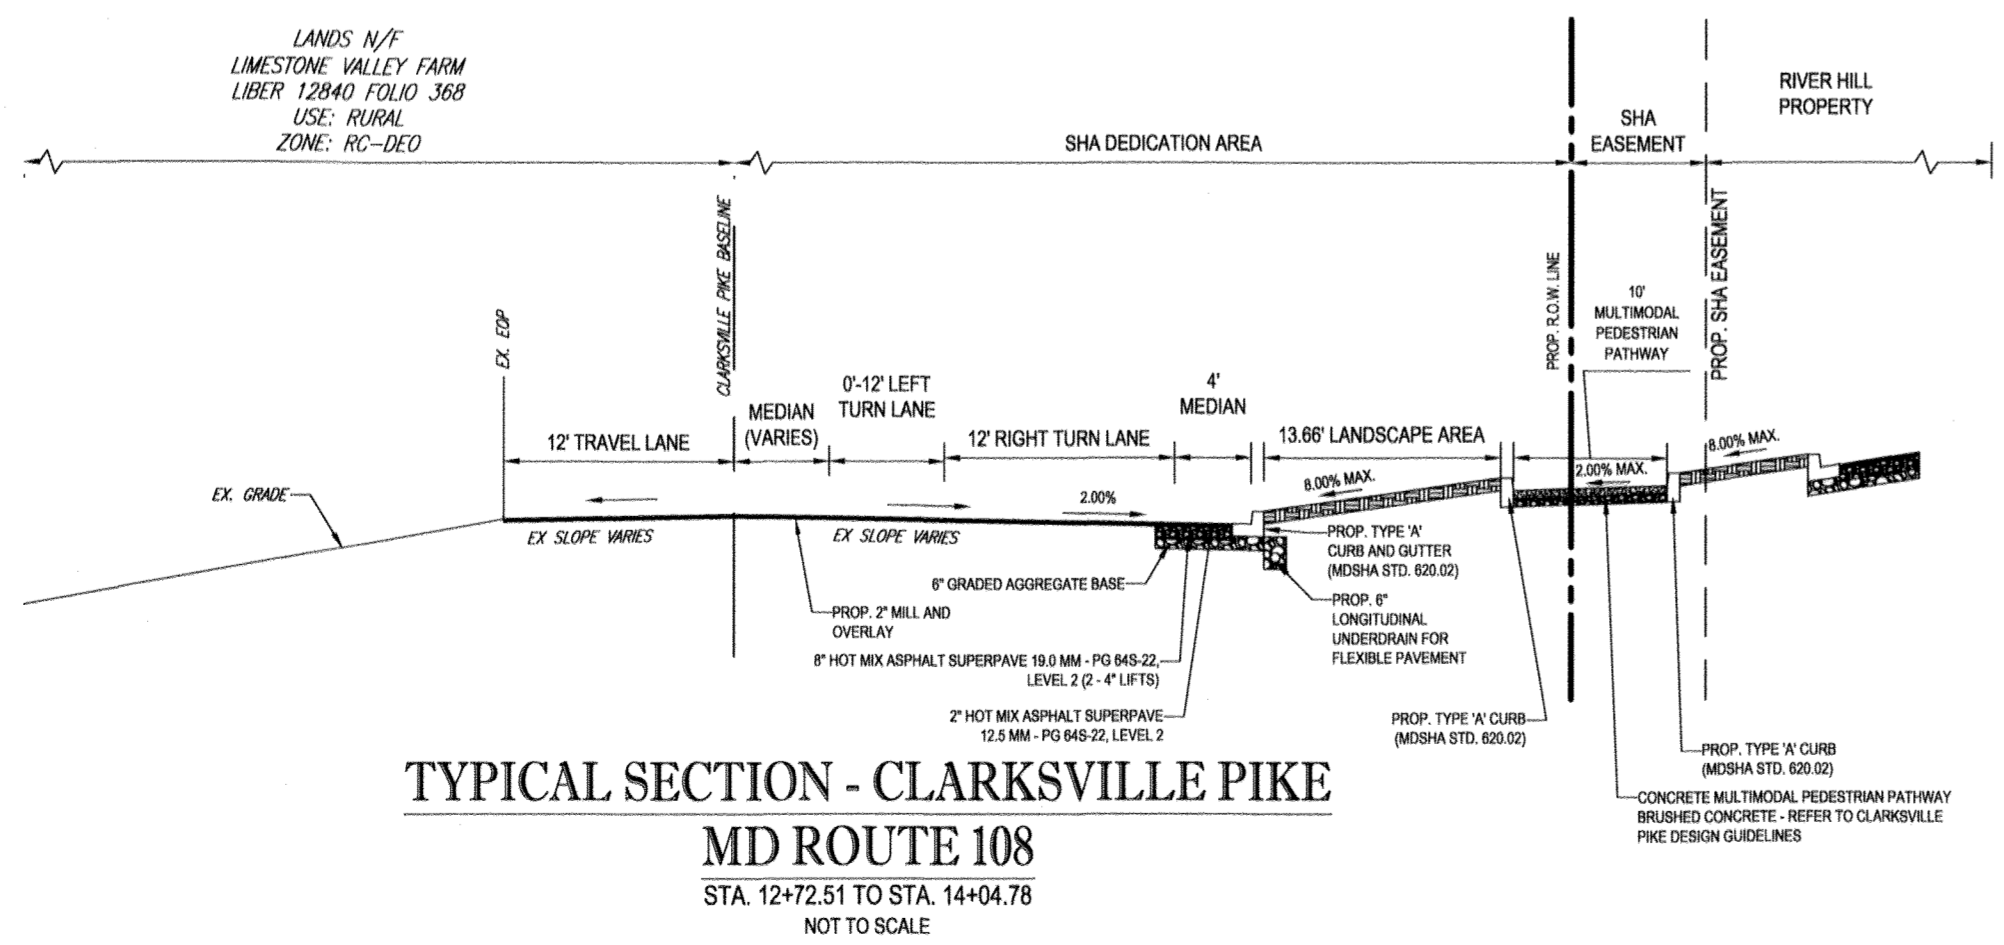 LANDS N/F
LIMESTONE VALLEY FARM
LIBER 12840 FOLIO 368
USE: RURAL
ZONE: RC-DEO
SHA DEDICATION AREA
SHA
EASEMENT
RIVER HILL
PROPERTY
EX. EOP
CLARKSVILLE PIKE BASELINE
PROP. R.O.W. LINE
PROP. SHA EASEMENT
10'
MULTIMODAL
PEDESTRIAN
PATHWAY
12' TRAVEL LANE
MEDIAN
(VARIES)
0'-12' LEFT
TURN LANE
12' RIGHT TURN LANE
4'
MEDIAN
13.66' LANDSCAPE AREA
8.00% MAX.
2.00% MAX.
8.00% MAX.
2.00%
EX. GRADE
EX SLOPE VARIES
EX SLOPE VARIES
6" GRADED AGGREGATE BASE
PROP. 2" MILL AND
OVERLAY
8" HOT MIX ASPHALT SUPERPAVE 19.0 MM - PG 64S-22,
LEVEL 2 (2 - 4" LIFTS)
2" HOT MIX ASPHALT SUPERPAVE
12.5 MM - PG 64S-22, LEVEL 2
PROP. TYPE 'A'
CURB AND GUTTER
(MDSHA STD. 620.02)
PROP. 6"
LONGITUDINAL
UNDERDRAIN FOR
FLEXIBLE PAVEMENT
PROP. TYPE 'A' CURB
(MDSHA STD. 620.02)
PROP. TYPE 'A' CURB
(MDSHA STD. 620.02)
CONCRETE MULTIMODAL PEDESTRIAN PATHWAY
BRUSHED CONCRETE - REFER TO CLARKSVILLE
PIKE DESIGN GUIDELINES
TYPICAL SECTION - CLARKSVILLE PIKE
MD ROUTE 108
STA. 12+72.51 TO STA. 14+04.78
NOT TO SCALE